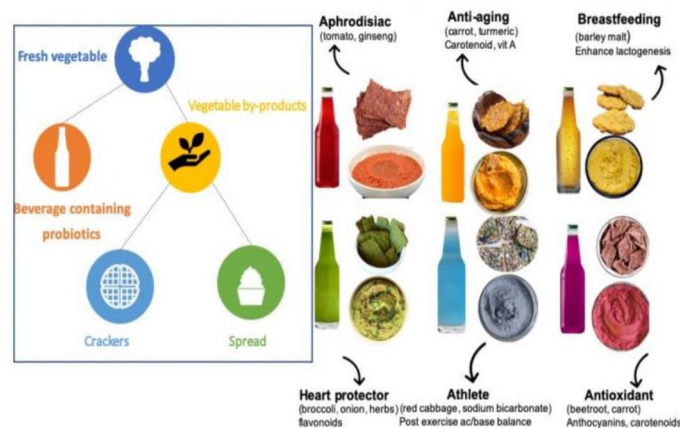 Fresh vegetable
Vegetable by-products
Beverage containing
probiotics
Crackers
Spread
Aphrodisiac
(tomato, ginseng)
Anti-aging
(carrot, turmeric)
Carotenoid, vit A
Breastfeeding
(barley malt)
Enhance lactogenesis
Heart protector
(broccoli, onion, herbs)
flavonoids
Athlete
(red cabbage, sodium bicarbonate)
Post exercise ac/base balance
Antioxidant
(beetroot, carrot)
Anthocyanins, carotenoids